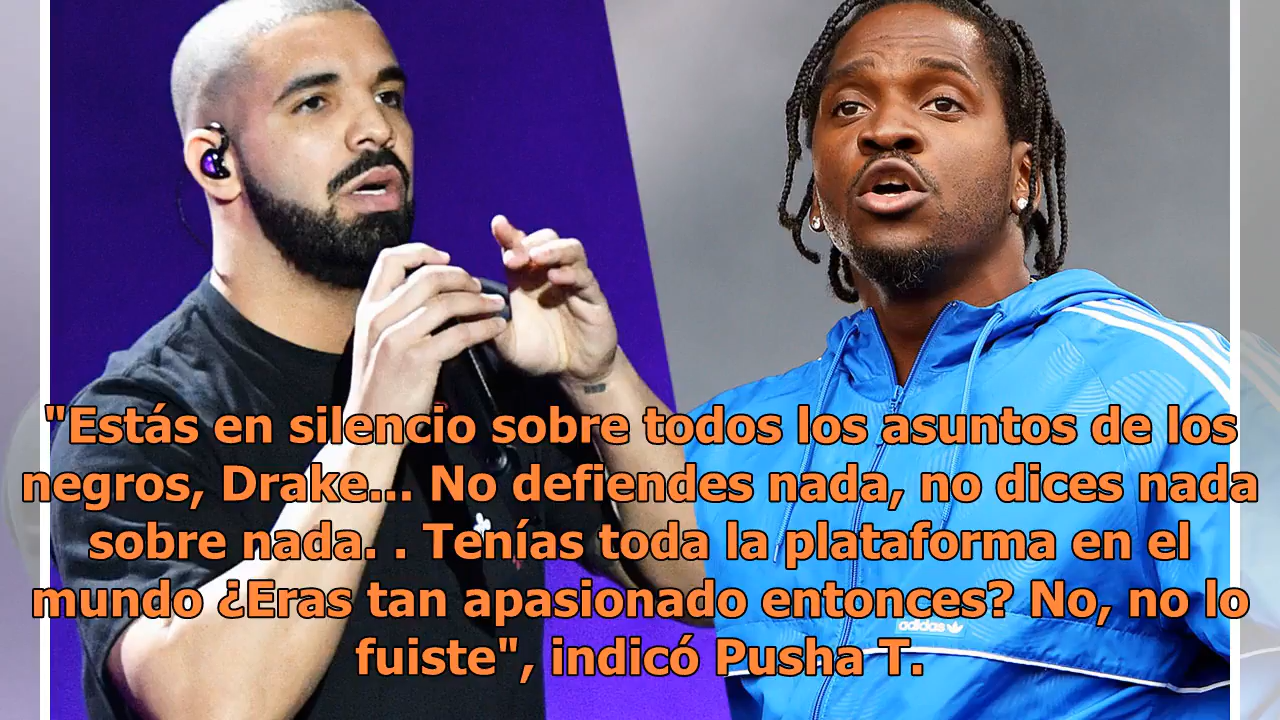 "Estás en silencio sobre todos los asuntos de los
negros, Drake... No defiendes nada, no dices nada
sobre nada. . Tenías toda la plataforma en el
mundo ¿Eras tan apasionado entonces? No, no lo
fuiste", indicó Pusha T.
adidas